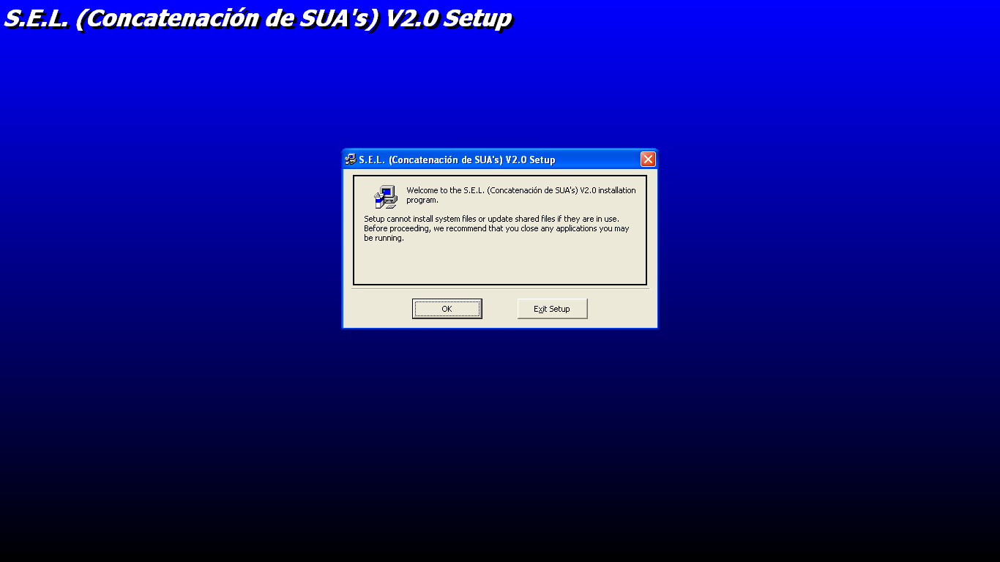 S.E.L. (Concatenación de SUA's) V2.0 Setup
S.E.L. (Concatenación de SUA's) V2.0 Setup
Welcome to the S.E.L. (Concatenación de SUA's) V2.0 installation
program.
Setup cannot install system files or update shared files if they are in use.
Before proceeding, we recommend that you close any applications you may
be running.
OK
Exit Setup